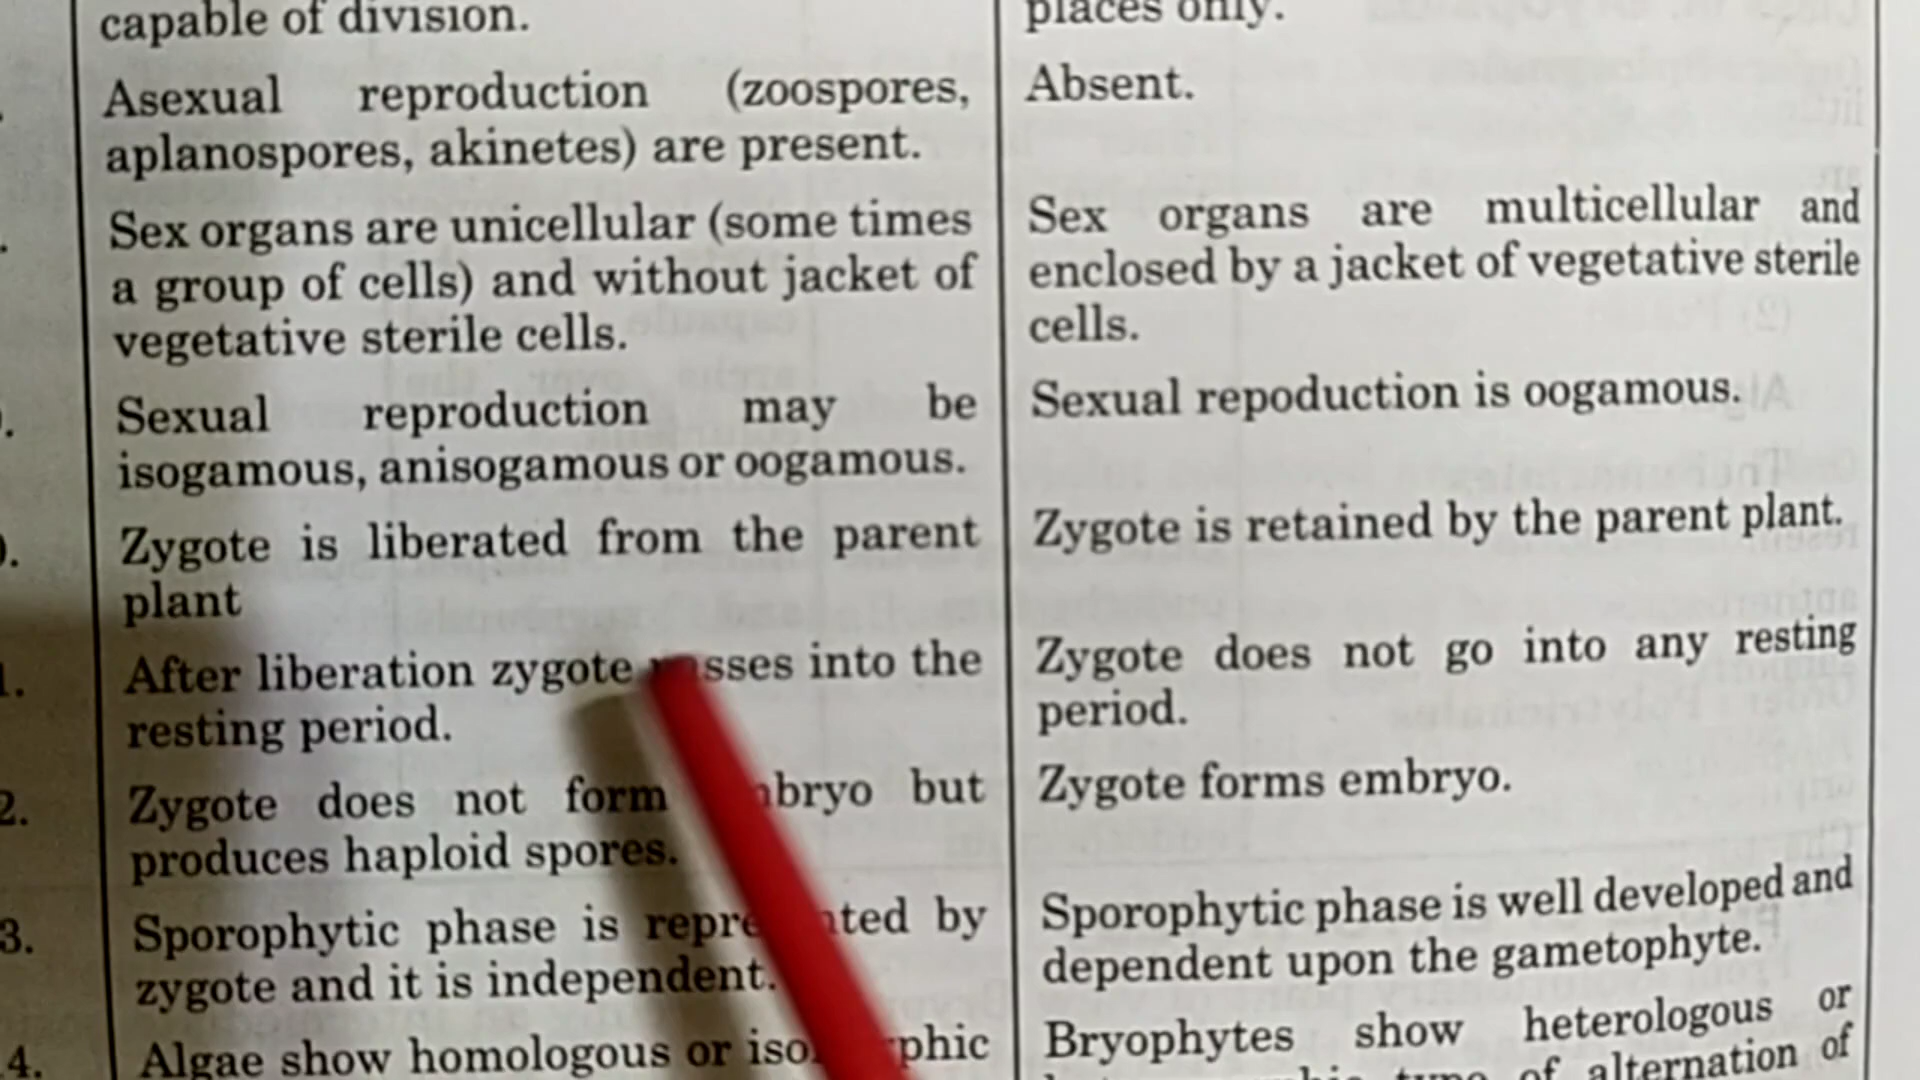 capable of division.
places only.
Asexual reproduction (zoospores,
aplanospores, akinetes) are present.
Absent.
Sex organs are unicellular (some times
a group of cells) and without jacket of
vegetative sterile cells.
Sex organs are multicellular and
enclosed by a jacket of vegetative sterile
cells.
Sexual reproduction may be
isogamous, anisogamous or oogamous.
Sexual repoduction is oogamous.
Zygote is liberated from the parent
plant
Zygote is retained by the parent plant.
1. After liberation zygote into the
resting period.
Zygote does not go into any resting
period.
2. Zygote does not form but
produces haploid spores.
Zygote forms embryo.
3. Sporophytic phase is by
zygote and it is independent.
Sporophytic phase is well developed and
dependent upon the gametophyte.
4. Algae show homologous or
Bryophytes show heterologous or
of alternation of